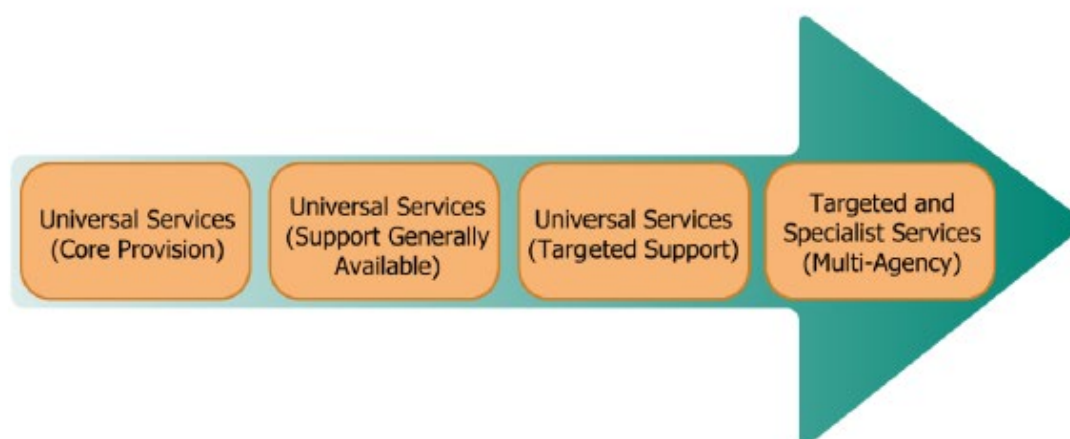 Universal Services
(Core Provision)
Universal Services
(Support Generally
Available)
Universal Services
(Targeted Support)
Targeted and
Specialist Services
(Multi-Agency)